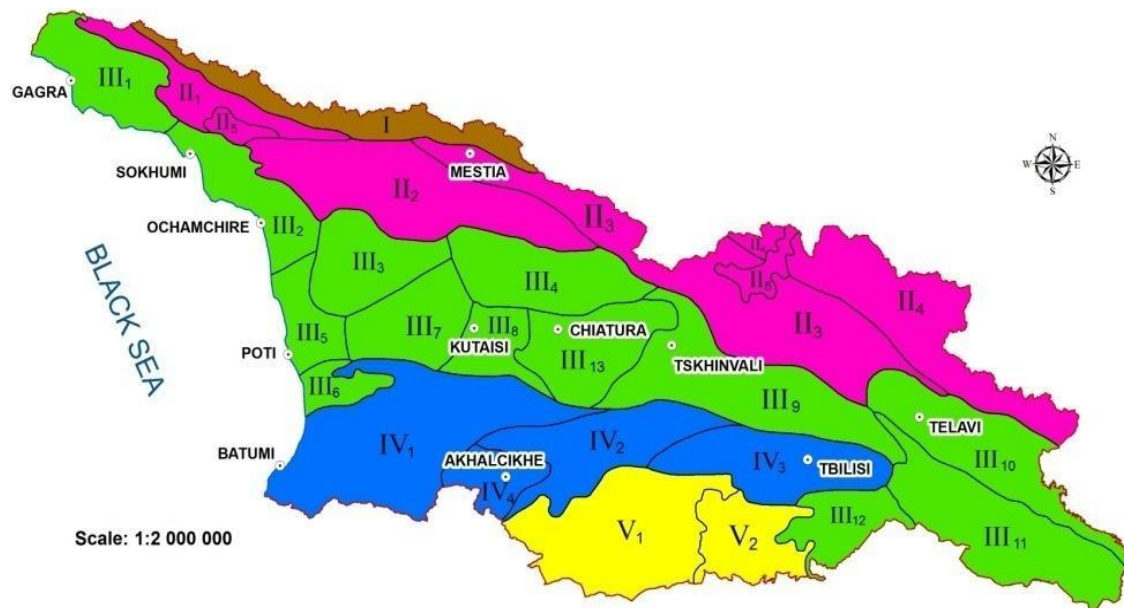 III₁
GAGRA
II₁
II₅
I
N
W E
S
SOKHUMI
MESTIA
II₂
OCHAMCHIRE
III₂
II₃
III₃
III₄
II₆
II₄
II₃
BLACK SEA
III₅
III₇
III₈
KUTAISI
CHIATURA
III₁₃
TSKHINVALI
POTI
III₆
III₉
TELAVI
IV₁
IV₂
IV₃
TBILISI
III₁₀
BATUMI
AKHALCIKHE
IV₄
Scale: 1:2 000 000
V₁
V₂
III₁₂
III₁₁